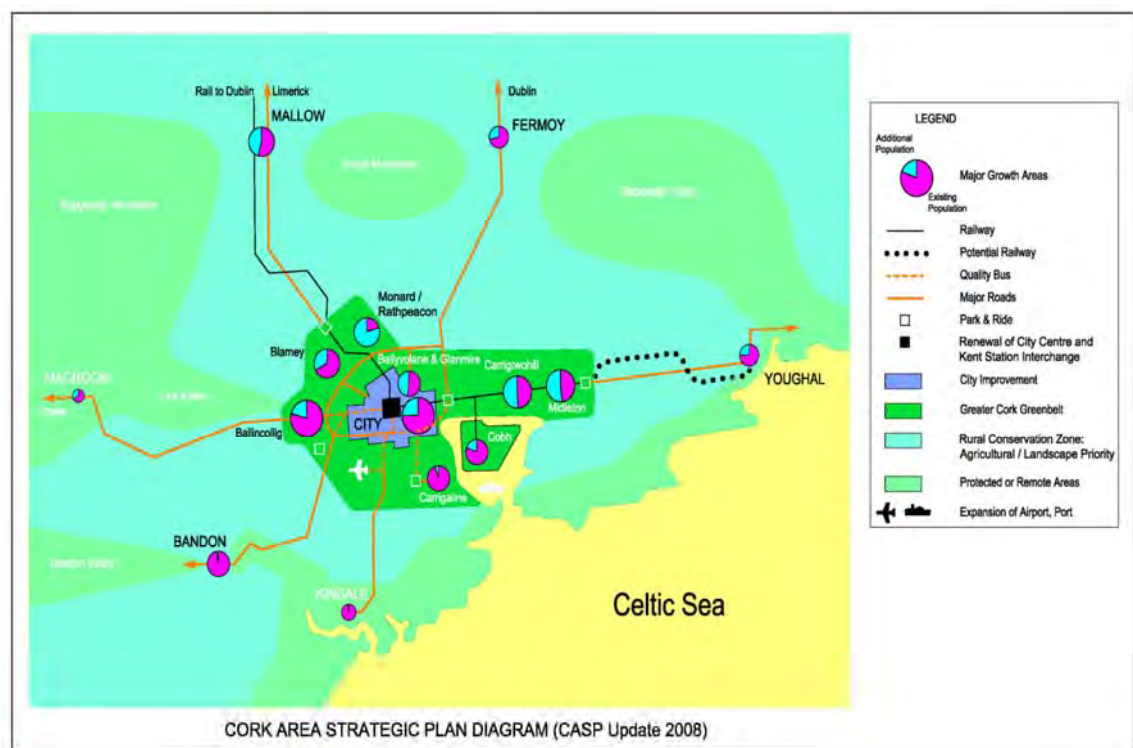 Rail to Dublin
Limerick
MALLOW
Dublin
FERMOY
Monard /
Rathpeacon
Blarney
Ballyvolane & Glanmire
Carrigtwohill
Midleton
YOUGHAL
MACROOM
CITY
Ballincollig
Cobh
Carrigaline
BANDON
KINSALE
Celtic Sea
CORK AREA STRATEGIC PLAN DIAGRAM (CASP Update 2008)
LEGEND
Additional
Population
Major Growth Areas
Existing
Population
Railway
Potential Railway
Quality Bus
Major Roads
Park & Ride
Renewal of City Centre and
Kent Station Interchange
City Improvement
Greater Cork Greenbelt
Rural Conservation Zone:
Agricultural / Landscape Priority
Protected or Remote Areas
Expansion of Airport, Port